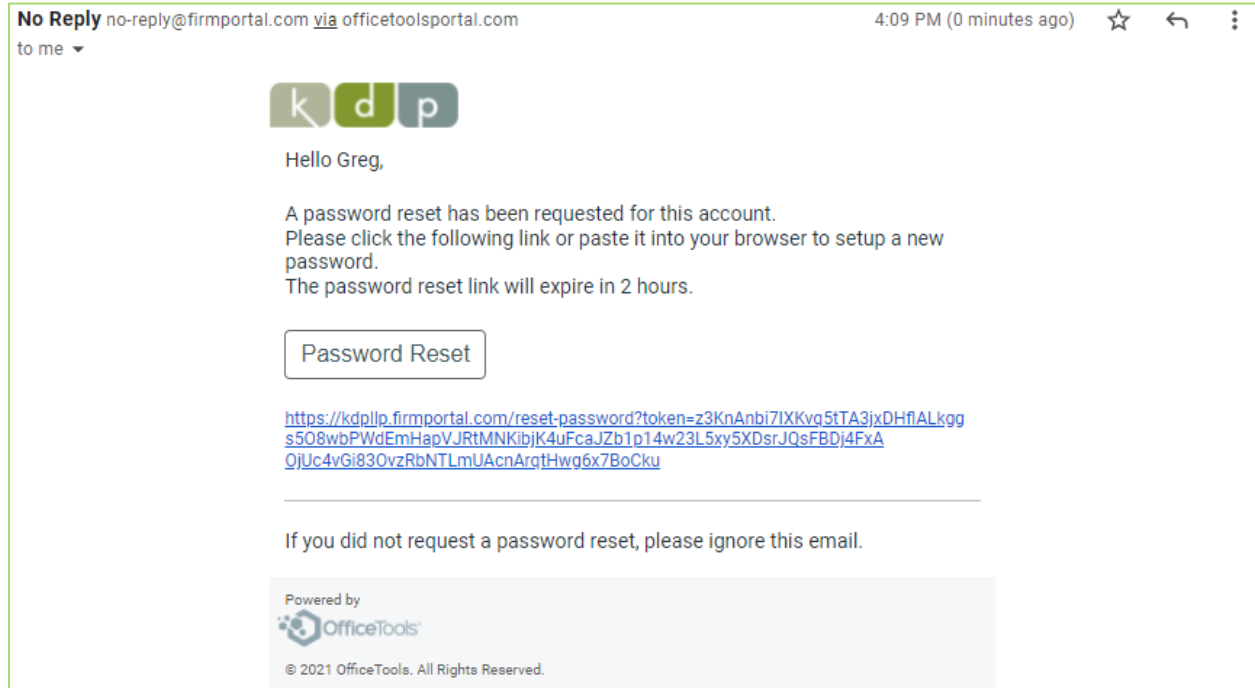 No Reply no-reply@firmportal.com via officetoolsportal.com 4:09 PM (0 minutes ago)
to me
kdp
Hello Greg,
A password reset has been requested for this account.
Please click the following link or paste it into your browser to setup a new
password.
The password reset link will expire in 2 hours.
Password Reset
https://kdpllp.firmportal.com/reset-password?token=z3KnAnbi7IXKvq5tTA3jxDHflALkgg
s5O8wbPWdEmHapVJRtMNKibjK4uFcaJZb1p14w23L5xy5XDsrJQsFBDj4FxA
OjUc4vGi83OvzRbNTLmUAcnArqtHwg6x7BoCku
If you did not request a password reset, please ignore this email.
Powered by
OfficeTools
© 2021 OfficeTools. All Rights Reserved.